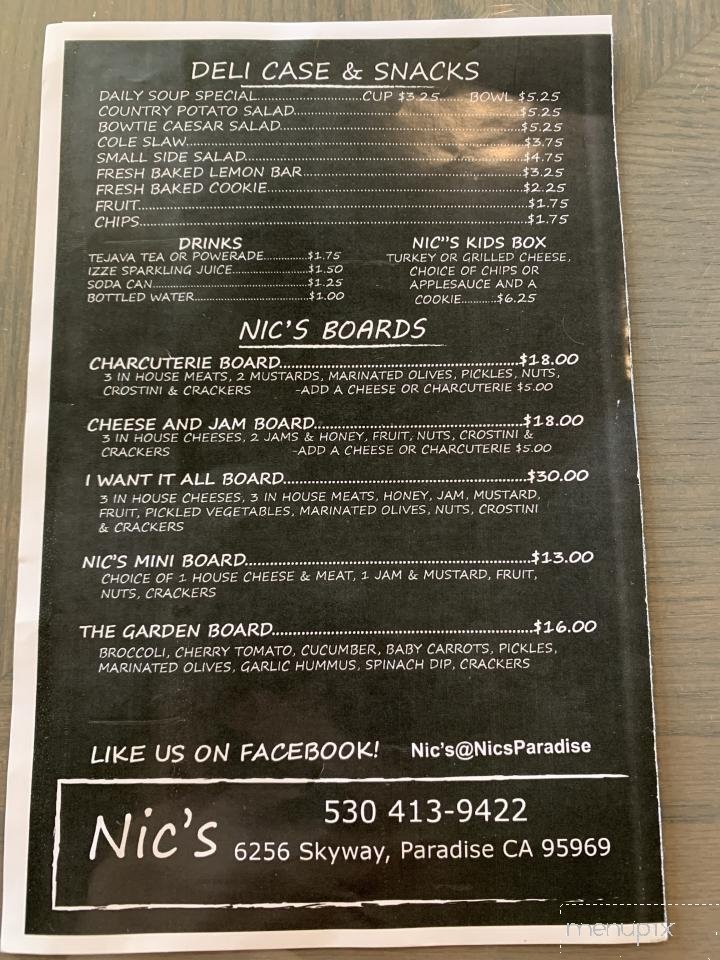 DELI CASE & SNACKS
DAILY SOUP SPECIAL......................CUP $3.25...... BOWL $5.25
COUNTRY POTATO SALAD..................................................$5.25
BOWTIE CAESAR SALAD.....................................................$5.25
COLE SLAW..........................................................................$3.75
SMALL SIDE SALAD............................................................$4.75
FRESH BAKED LEMON BAR................................................$3.25
FRESH BAKED COOKIE.......................................................$2.25
FRUIT...................................................................................$1.75
CHIPS...................................................................................$1.75
DRINKS
TEJAVA TEA OR POWERADE.............$1.75
IZZE SPARKLING JUICE...................$1.50
SODA CAN.......................................$1.25
BOTTLED WATER.............................$1.00
NIC"S KIDS BOX
TURKEY OR GRILLED CHEESE,
CHOICE OF CHIPS OR
APPLESAUCE AND A
COOKIE..........$6.25
NIC'S BOARDS
CHARCUTERIE BOARD......................................................$18.00
3 IN HOUSE MEATS, 2 MUSTARDS, MARINATED OLIVES, PICKLES, NUTS,
CROSTINI & CRACKERS -ADD A CHEESE OR CHARCUTERIE $5.00
CHEESE AND JAM BOARD...............................................$18.00
3 IN HOUSE CHEESES, 2 JAMS & HONEY, FRUIT, NUTS, CROSTINI &
CRACKERS -ADD A CHEESE OR CHARCUTERIE $5.00
I WANT IT ALL BOARD......................................................$30.00
3 IN HOUSE CHEESES, 3 IN HOUSE MEATS, HONEY, JAM, MUSTARD,
FRUIT, PICKLED VEGETABLES, MARINATED OLIVES, NUTS, CROSTINI
& CRACKERS
NIC'S MINI BOARD..............................................................$13.00
CHOICE OF 1 HOUSE CHEESE & MEAT, 1 JAM & MUSTARD, FRUIT,
NUTS, CRACKERS
THE GARDEN BOARD..........................................................$16.00
BROCCOLI, CHERRY TOMATO, CUCUMBER, BABY CARROTS, PICKLES,
MARINATED OLIVES, GARLIC HUMMUS, SPINACH DIP, CRACKERS
LIKE US ON FACEBOOK! Nic's@NicsParadise
Nic's
530 413-9422
6256 Skyway, Paradise CA 95969
menupix